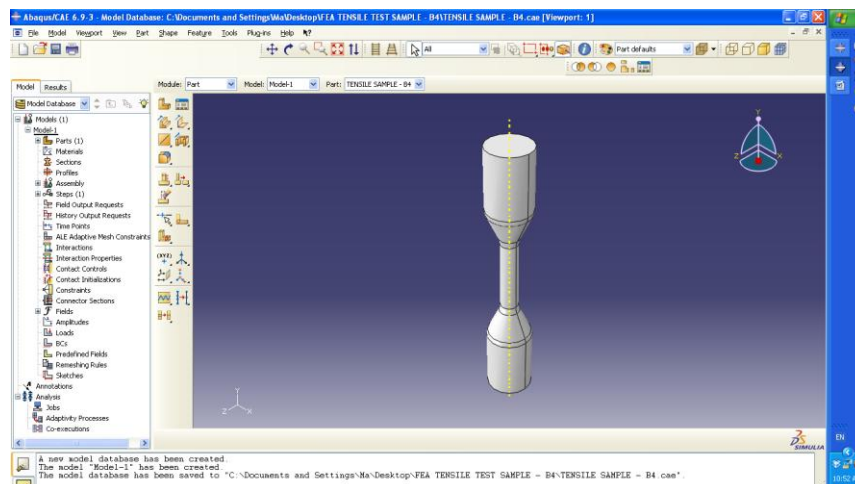 Abaqus/CAE 6.9-3 - Model Database: C:\Documents and Settings\Ma\Desktop\FEA TENSILE TEST SAMPLE - B4\TENSILE SAMPLE - B4.cae [Viewport: 1]
File Model Viewport View Part Shape Feature Tools Plug-ins Help
All
Part defaults
Model Results
Module: Part Model: Model-1 Part: TENSILE SAMPLE - B4
Model Database
Models (1)
Model-1
Parts (1)
Materials
Sections
Profiles
Assembly
Steps (1)
Field Output Requests
History Output Requests
Time Points
ALE Adaptive Mesh Constraints
Interactions
Interaction Properties
Contact Controls
Contact Initializations
Constraints
Connector Sections
Fields
Amplitudes
Loads
BCs
Predefined Fields
Remeshing Rules
Sketches
Annotations
Analysis
Jobs
Adaptivity Processes
Co-executions
(XYZ)
Y
Z X
Y
Z X
SIMULIA
EN
10:52
A new model database has been created.
The model "Model-1" has been created.
The model database has been saved to "C:\Documents and Settings\Ma\Desktop\FEA TENSILE TEST SAMPLE - B4\TENSILE SAMPLE - B4.cae".